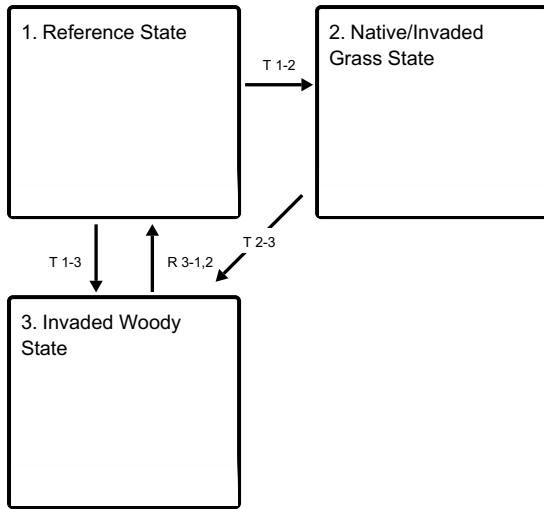 1. Reference State
2. Native/Invaded
Grass State
T 1-2
T 1-3
R 3-1,2
T 2-3
3. Invaded Woody
State